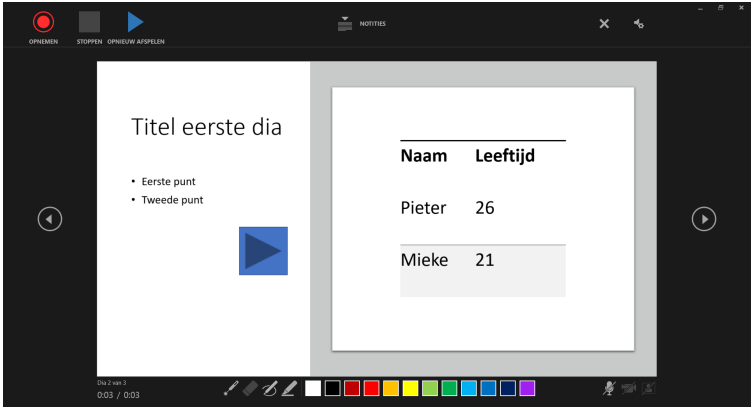 OPNEMEN STOPPEN OPNIEUW AFSPELEN
NOTITIES
Titel eerste dia
• Eerste punt
• Tweede punt
Naam Leeftijd
Pieter 26
Mieke 21
Dia 2 van 3
0:03 / 0:03